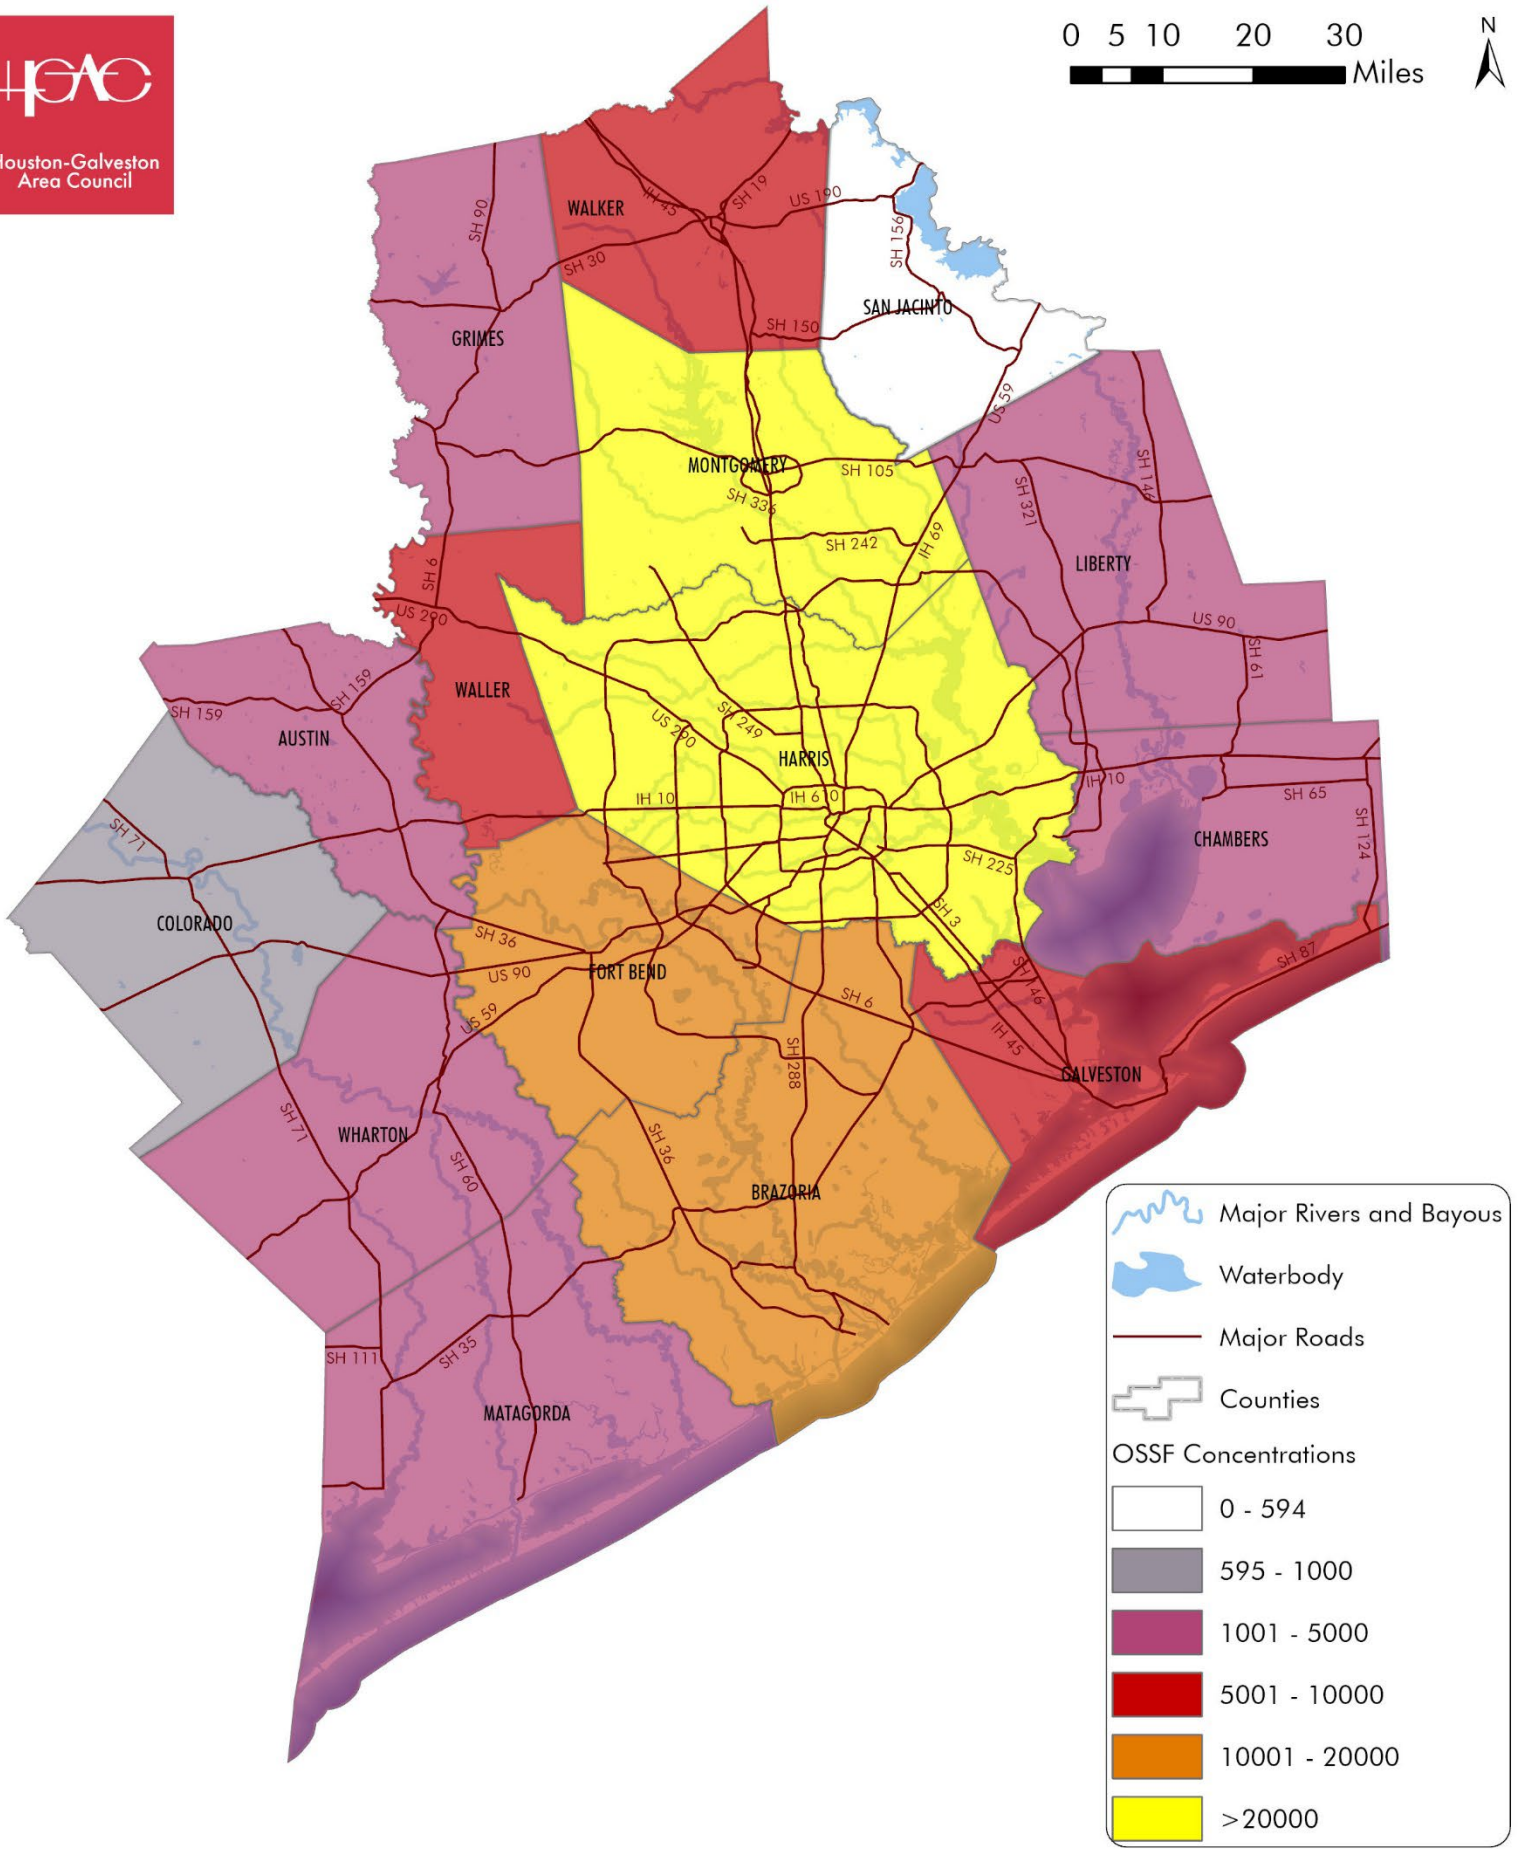 Houston-Galveston
Area Council
0 5 10 20 30
Miles
N
SH 90
WALKER
IH 45
SH 19
US 190
SH 156
SH 30
SAN JACINTO
SH 150
GRIMES
US 59
MONTGOMERY
SH 105
SH 336
SH 146
SH 321
SH 242
IH 69
LIBERTY
SH 6
US 290
US 90
SH 61
SH 159
WALLER
SH 159
AUSTIN
US 290
SH 249
HARRIS
IH 10
IH 610
IH 10
SH 65
SH 71
SH 225
CHAMBERS
SH 124
COLORADO
SH 3
SH 36
US 90
FORT BEND
SH 87
SH 146
SH 6
US 59
IH 45
SH 288
GALVESTON
SH 71
WHARTON
SH 36
SH 60
BRAZORIA
SH 111
SH 35
MATAGORDA
Major Rivers and Bayous
Waterbody
Major Roads
Counties
OSSF Concentrations
0 - 594
595 - 1000
1001 - 5000
5001 - 10000
10001 - 20000
>20000